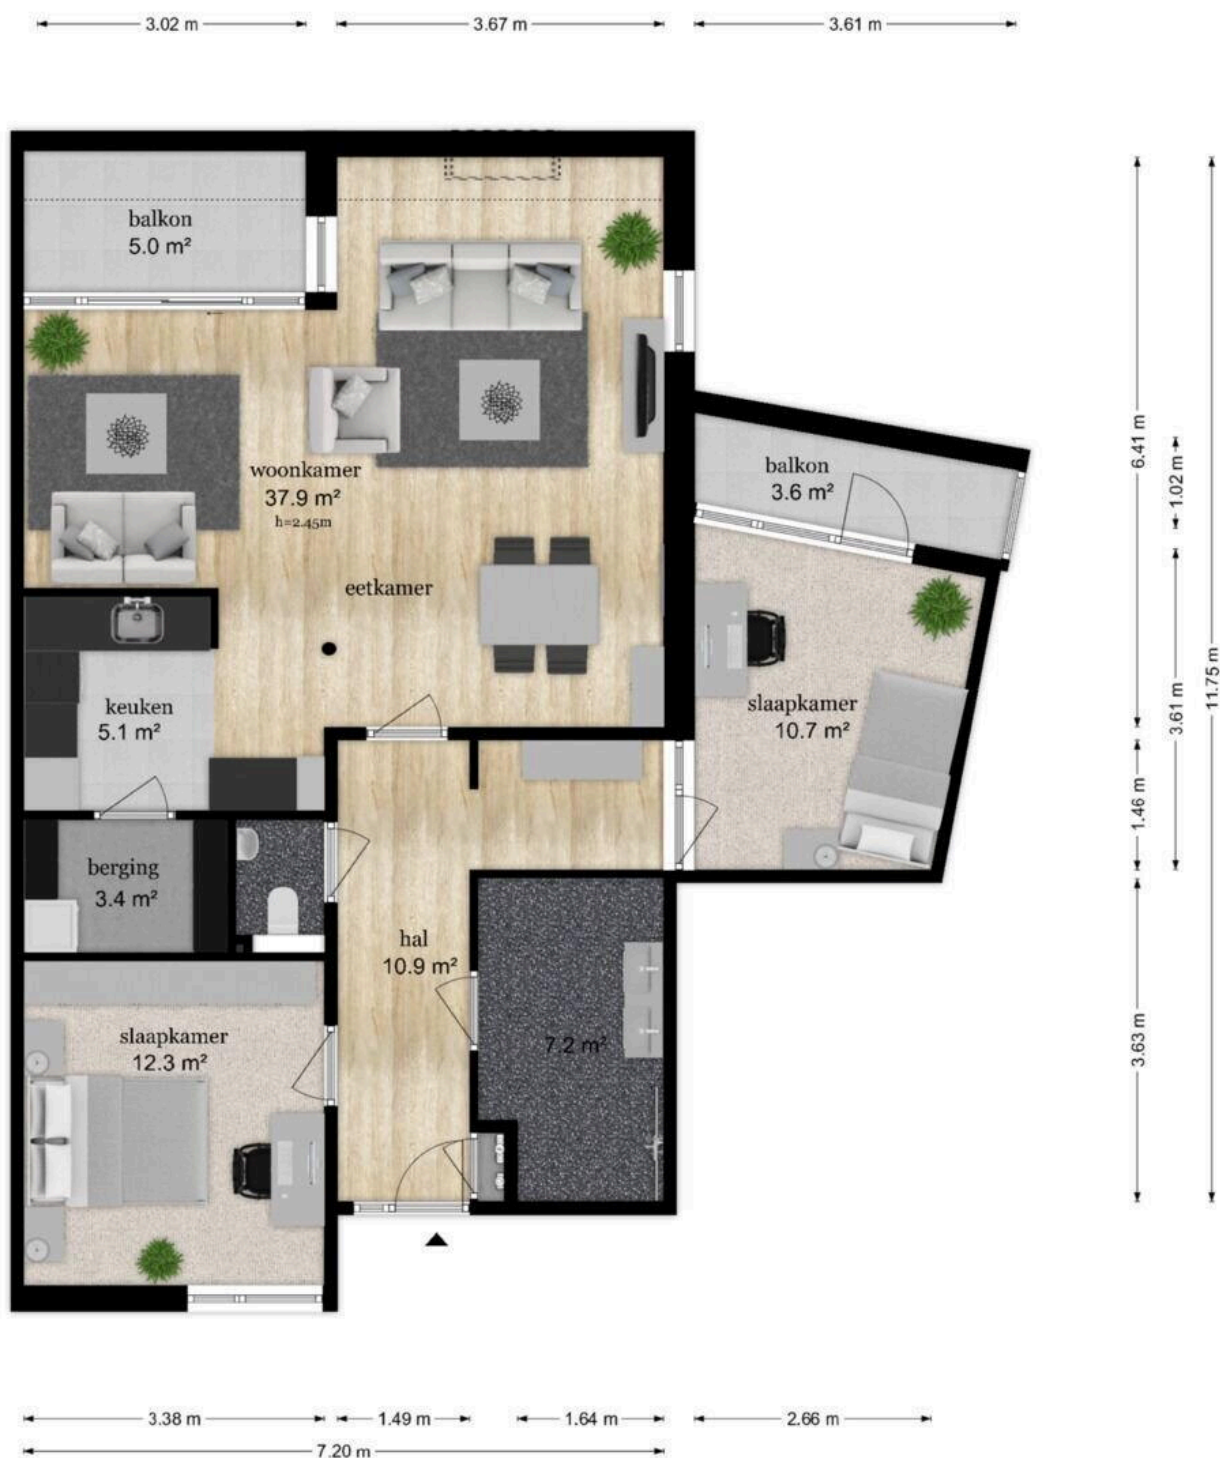 3.02 m
3.67 m
3.61 m
balkon
5.0 m²
woonkamer
37.9 m²
h=2.45m
eetkamer
balkon
3.6 m²
slaapkamer
10.7 m²
keuken
5.1 m²
berging
3.4 m²
hal
10.9 m²
slaapkamer
12.3 m²
7.2 m²
6.41 m
1.02 m
3.61 m
11.75 m
1.46 m
3.63 m
3.38 m
1.49 m
1.64 m
2.66 m
7.20 m